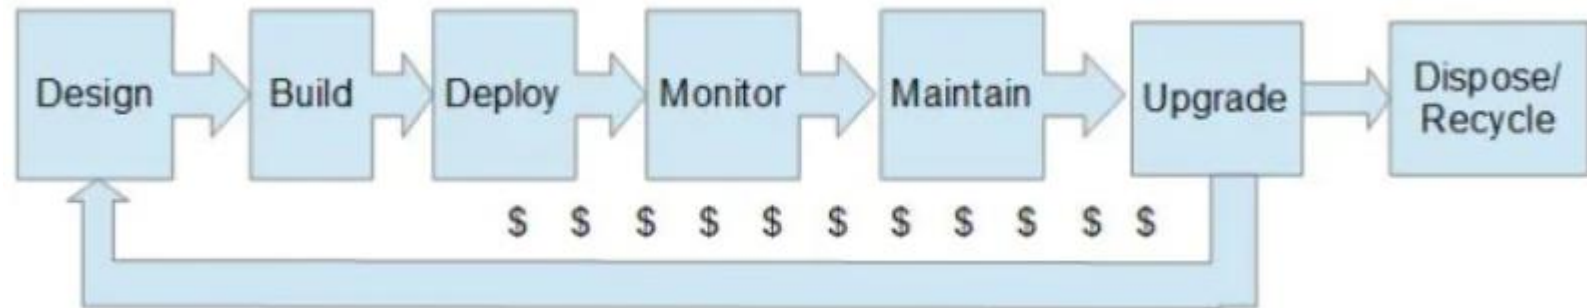 Design
Build
Deploy
Monitor
Maintain
Upgrade
Dispose/
Recycle
$ $ $ $ $ $ $ $ $ $ $